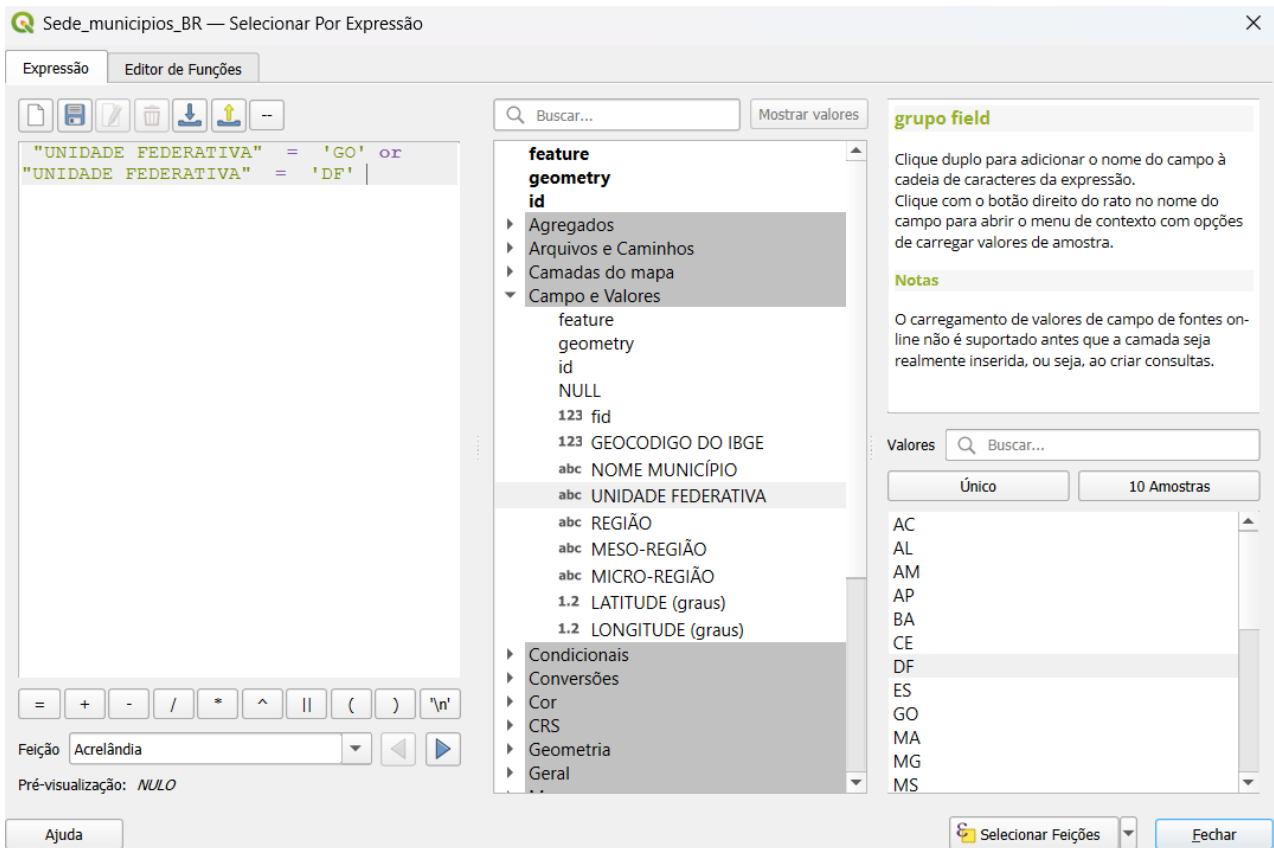 Sede_municipios_BR — Selecionar Por Expressão
Expressão
Editor de Funções
--
"UNIDADE FEDERATIVA" = 'GO' or
"UNIDADE FEDERATIVA" = 'DF'
= + - / * ^ || ( ) '\n'
Feição Acrelândia
Pré-visualização: NULO
Buscar...
Mostrar valores
feature
geometry
id
Agregados
Arquivos e Caminhos
Camadas do mapa
Campo e Valores
feature
geometry
id
NULL
123 fid
123 GEOCODIGO DO IBGE
abc NOME MUNICÍPIO
abc UNIDADE FEDERATIVA
abc REGIÃO
abc MESO-REGIÃO
abc MICRO-REGIÃO
1.2 LATITUDE (graus)
1.2 LONGITUDE (graus)
Condicionais
Conversões
Cor
CRS
Geometria
Geral
grupo field
Clique duplo para adicionar o nome do campo à
cadeia de caracteres da expressão.
Clique com o botão direito do rato no nome do
campo para abrir o menu de contexto com opções
de carregar valores de amostra.
Notas
O carregamento de valores de campo de fontes on-
line não é suportado antes que a camada seja
realmente inserida, ou seja, ao criar consultas.
Valores Buscar...
Único
10 Amostras
AC
AL
AM
AP
BA
CE
DF
ES
GO
MA
MG
MS
Ajuda
Selecionar Feições
Fechar